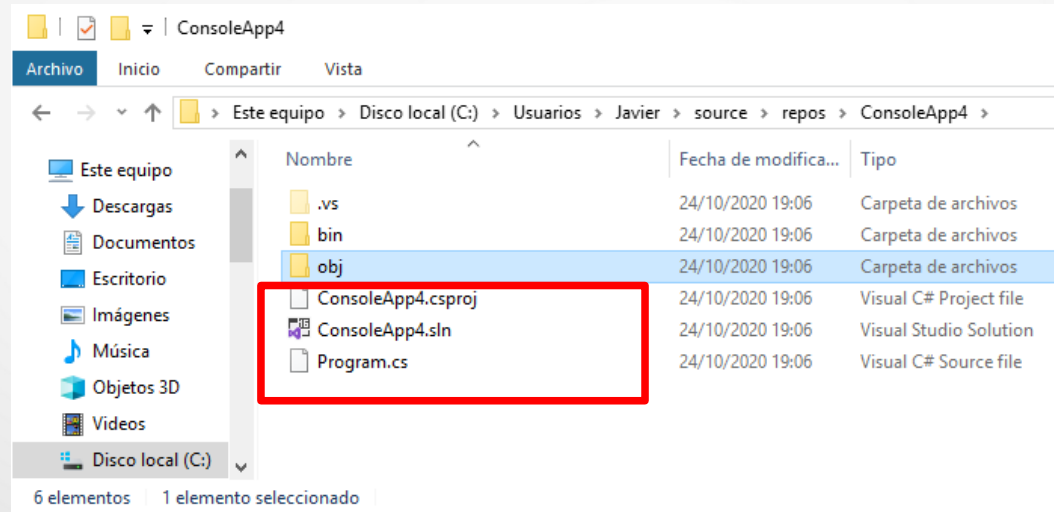 ConsoleApp4
Archivo Inicio Compartir Vista
Este equipo > Disco local (C:) > Usuarios > Javier > source > repos > ConsoleApp4 >
Este equipo
Descargas
Documentos
Escritorio
Imágenes
Música
Objetos 3D
Videos
Disco local (C:)
Nombre Fecha de modifica... Tipo
.vs 24/10/2020 19:06 Carpeta de archivos
bin 24/10/2020 19:06 Carpeta de archivos
obj 24/10/2020 19:06 Carpeta de archivos
ConsoleApp4.csproj 24/10/2020 19:06 Visual C# Project file
ConsoleApp4.sln 24/10/2020 19:06 Visual Studio Solution
Program.cs 24/10/2020 19:06 Visual C# Source file
6 elementos 1 elemento seleccionado